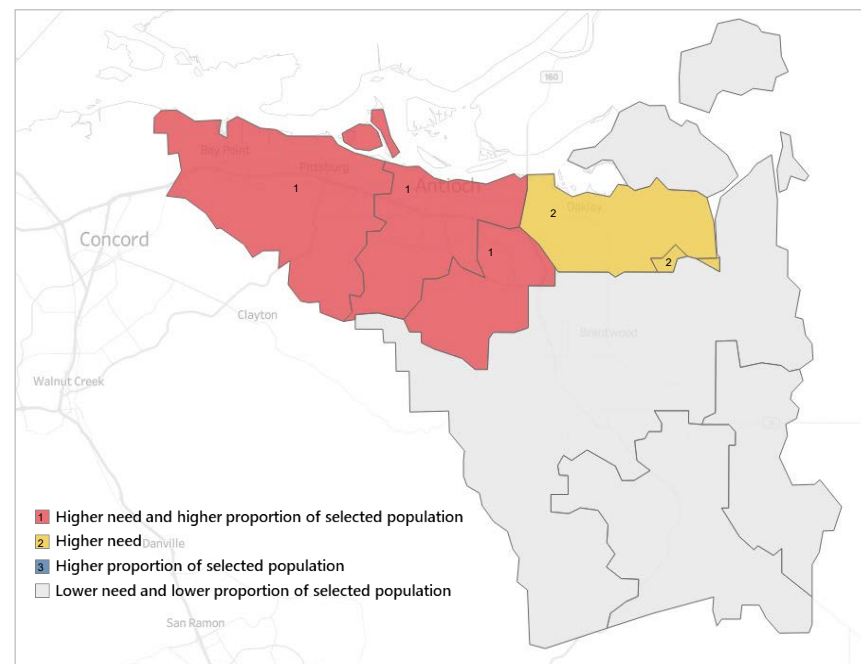 160
Bay Point
Pittsburg
1
1
Antioch
2
Oakley
Concord
1
2
Clayton
Brentwood
Walnut Creek
1 Higher need and higher proportion of selected population
2 Higher need
Danville
3 Higher proportion of selected population
Lower need and lower proportion of selected population
San Ramon